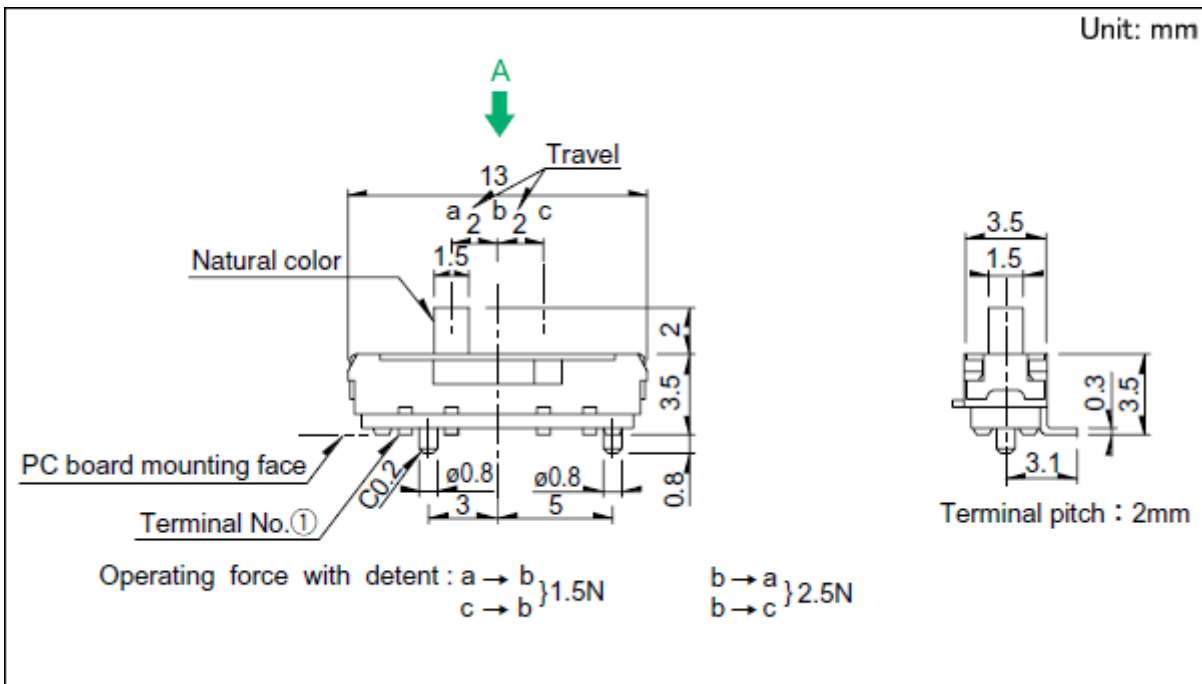 Unit: mm
A
Travel
13
a b c
2 2
Natural color
1.5
2
3.5
PC board mounting face
C0.2
ø0.8
ø0.8
0.8
3
5
Terminal No.①
3.5
1.5
0.3
3.5
3.1
Terminal pitch : 2mm
Operating force with detent : a → b
c → b
}1.5N
b → a
b → c
}2.5N